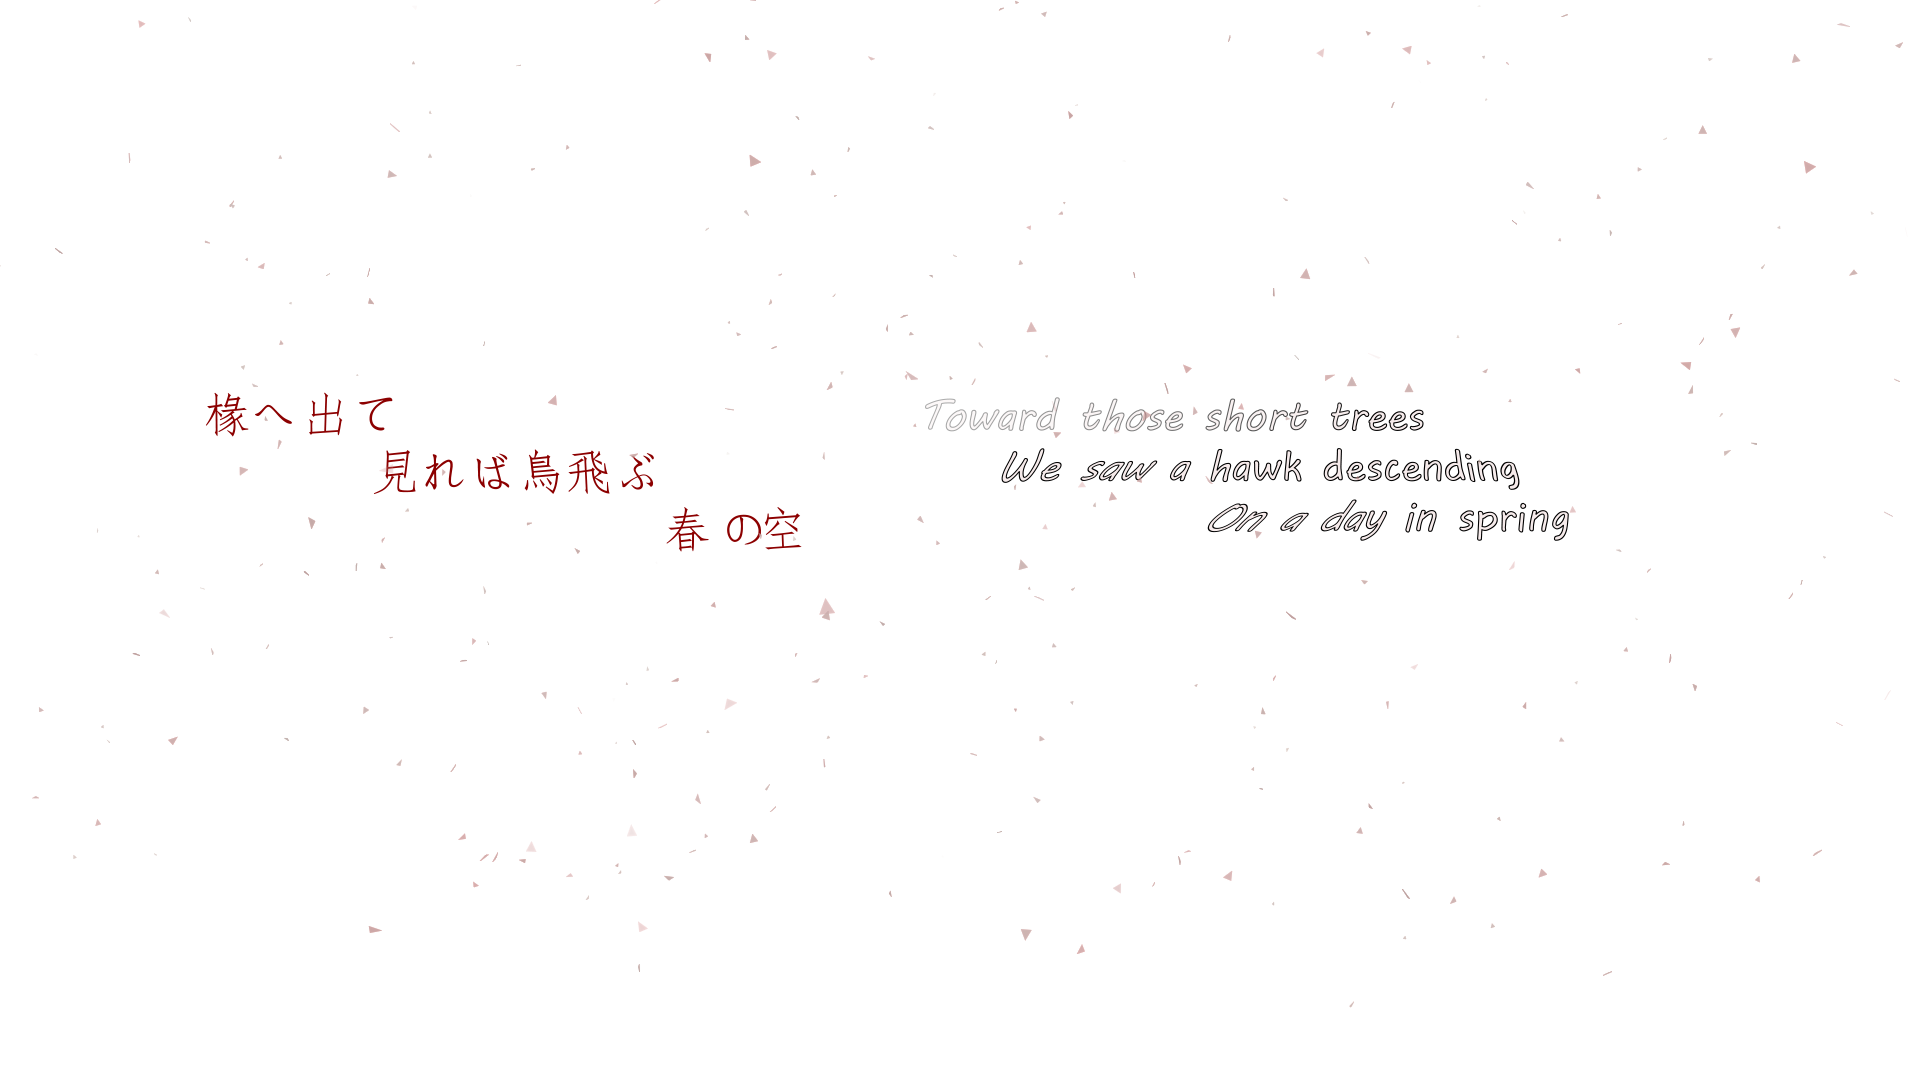 椽へ出て
見れば鳥飛ぶ
春の空
Toward those short trees
We saw a hawk descending
On a day in spring